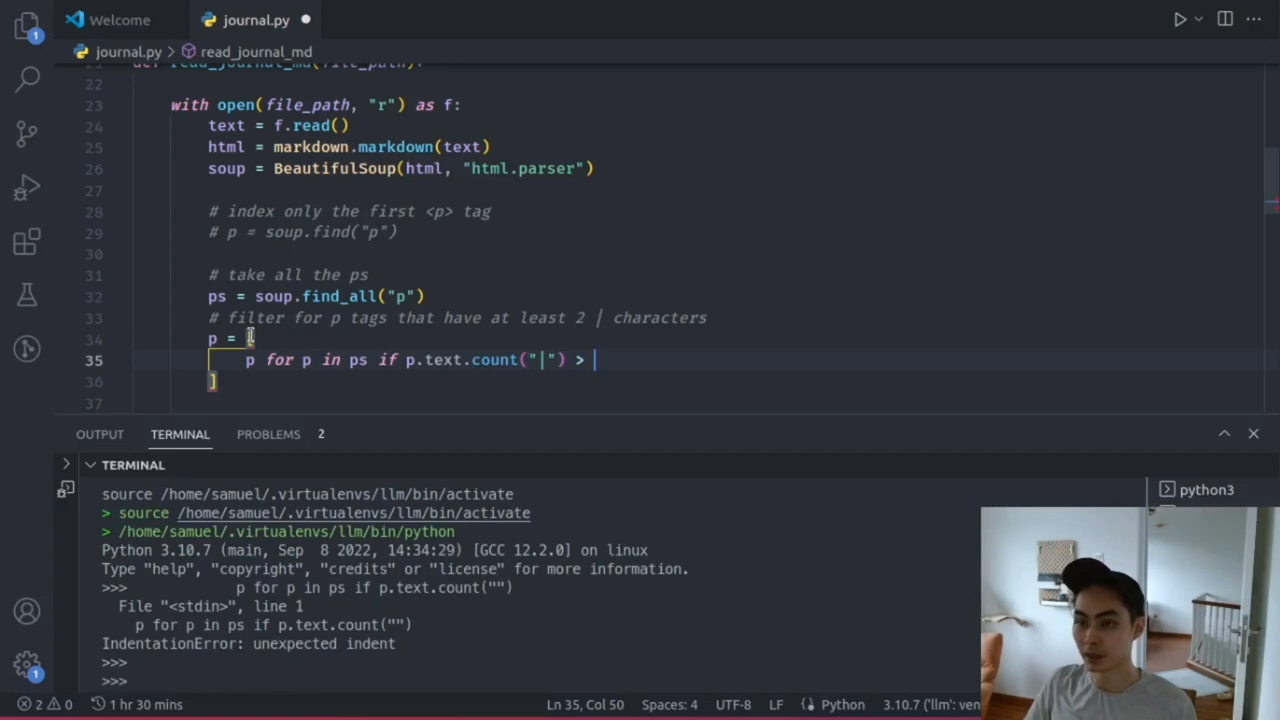 Welcome
journal.py
journal.py > read_journal_md
21 def read_journal_md(file_path):
22
23 with open(file_path, "r") as f:
24 text = f.read()
25 html = markdown.markdown(text)
26 soup = BeautifulSoup(html, "html.parser")
27
28 # index only the first <p> tag
29 # p = soup.find("p")
30
31 # take all the ps
32 ps = soup.find_all("p")
33 # filter for p tags that have at least 2 | characters
34 p = [
35 p for p in ps if p.text.count("|") >
36 ]
37
OUTPUT TERMINAL PROBLEMS 2
TERMINAL
source /home/samuel/.virtualenvs/llm/bin/activate
> source /home/samuel/.virtualenvs/llm/bin/activate
> /home/samuel/.virtualenvs/llm/bin/python
Python 3.10.7 (main, Sep 8 2022, 14:34:29) [GCC 12.2.0] on linux
Type "help", "copyright", "credits" or "license" for more information.
>>> p for p in ps if p.text.count("")
File "<stdin>", line 1
p for p in ps if p.text.count("")
IndentationError: unexpected indent
>>>
>>>
python3
1
1
2 0 1 hr 30 mins Ln 35, Col 50 Spaces: 4 UTF-8 LF Python 3.10.7 ('llm': ven